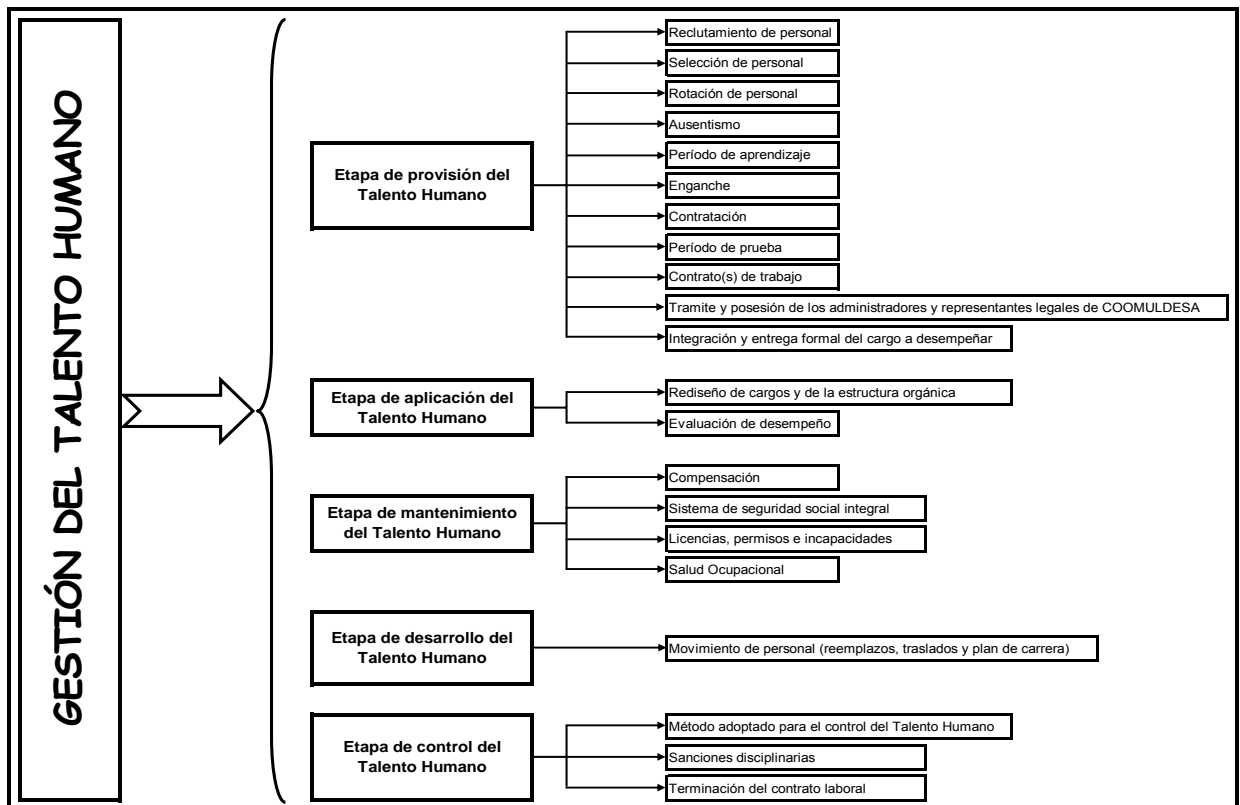 GESTIÓN DEL TALENTO HUMANO
Etapa de provisión del
Talento Humano
Reclutamiento de personal
Selección de personal
Rotación de personal
Ausentismo
Período de aprendizaje
Enganche
Contratación
Período de prueba
Contrato(s) de trabajo
Tramite y posesión de los administradores y representantes legales de COOMULDESA
Integración y entrega formal del cargo a desempeñar
Etapa de aplicación del
Talento Humano
Rediseño de cargos y de la estructura orgánica
Evaluación de desempeño
Etapa de mantenimiento
del Talento Humano
Compensación
Sistema de seguridad social integral
Licencias, permisos e incapacidades
Salud Ocupacional
Etapa de desarrollo del
Talento Humano
Movimiento de personal (reemplazos, traslados y plan de carrera)
Etapa de control del
Talento Humano
Método adoptado para el control del Talento Humano
Sanciones disciplinarias
Terminación del contrato laboral